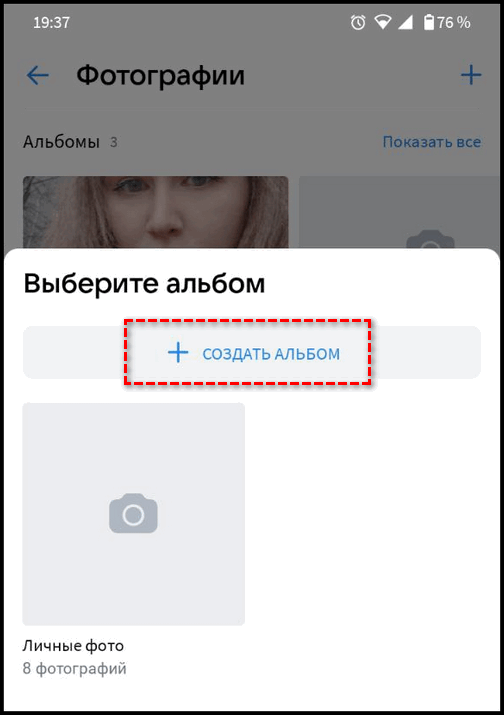 19:37 76 %
Фотографии
Альбомы 3 Показать все
Выберите альбом
СОЗДАТЬ АЛЬБОМ
Личные фото
8 фотографий